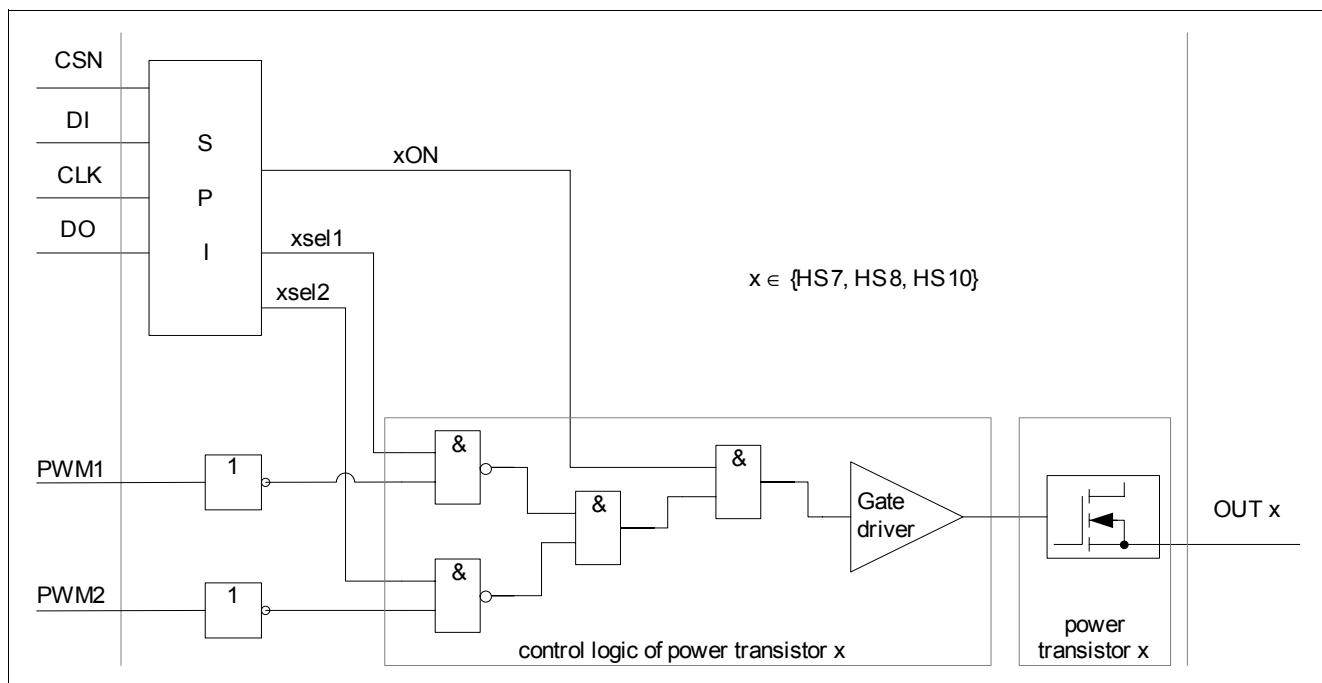 CSN
DI
CLK
DO
S
P
I
xON
xsel1
xsel2
x ∈ {HS7, HS8, HS10}
PWM1
1
&
&
&
Gate
driver
OUT x
PWM2
1
&
control logic of power transistor x
power
transistor x